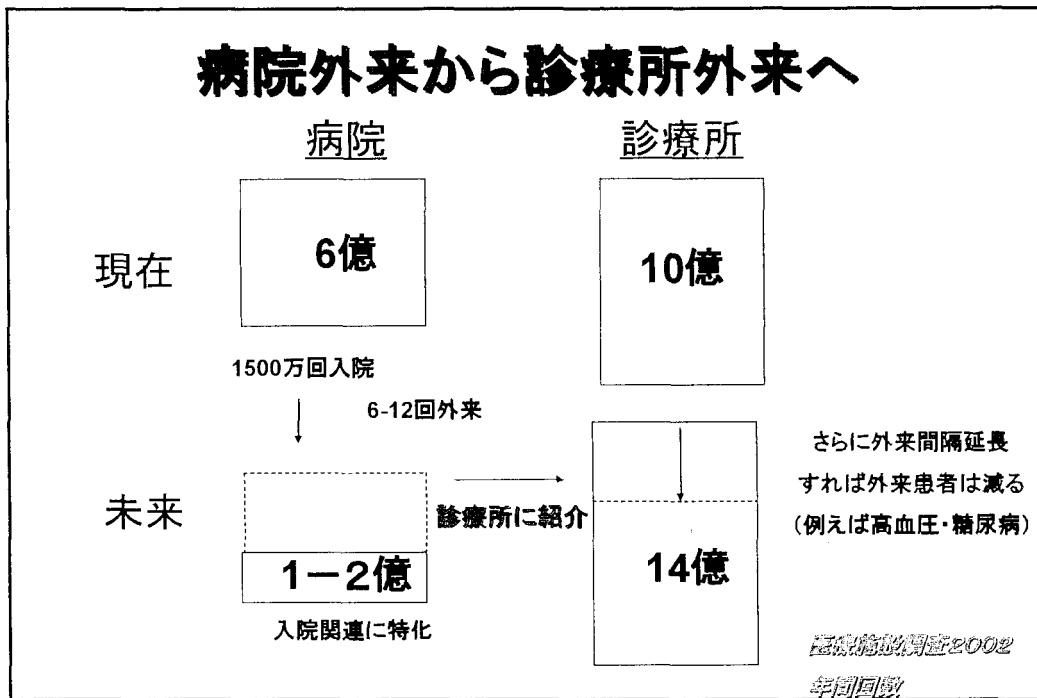 病院外来から診療所外来へ
病院
診療所
現在
6億
10億
1500万回入院
6-12回外来
未来
診療所に紹介
1－2億
入院関連に特化
14億
さらに外来間隔延長
すれば外来患者は減る
(例えば高血圧・糖尿病)
医療施設調査2002
年間回数